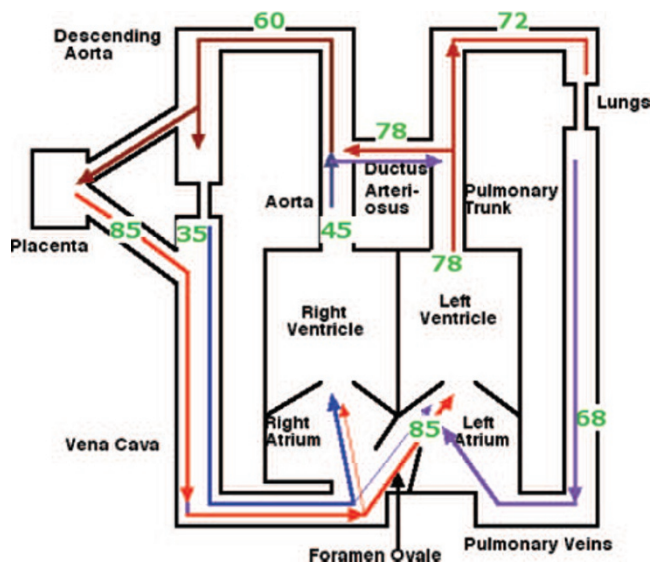 60
72
Descending
Aorta
Lungs
78
Ductus
Arteri-
osus
Aorta
Pulmonary
Trunk
Placenta
85
35
45
78
Right
Ventricle
Left
Ventricle
Right
Atrium
85
Left
Atrium
68
Vena Cava
Foramen Ovale
Pulmonary Veins